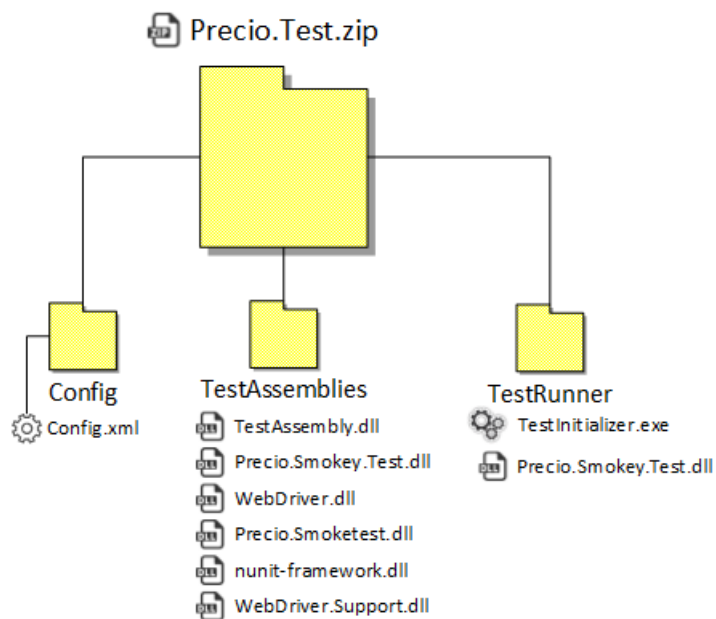 Precio.Test.zip
Config
Config.xml
TestAssemblies
TestAssembly.dll
Precio.Smokey.Test.dll
WebDriver.dll
Precio.Smoketest.dll
nunit-framework.dll
WebDriver.Support.dll
TestRunner
TestInitializer.exe
Precio.Smokey.Test.dll